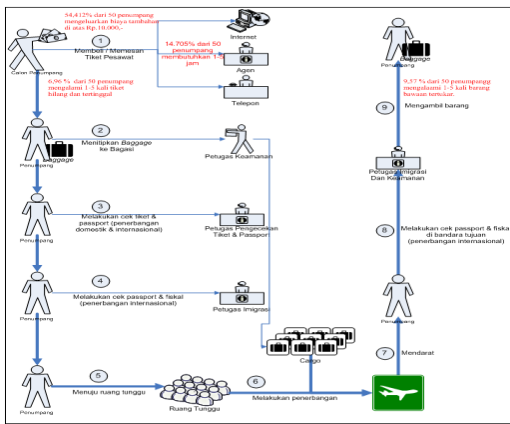 54,412% dari 50 penumpang
mengeluarkan biaya tambahan
di atas Rp.10.000,-
1
Membeli / Memesan
Tiket Pesawat
Calon Penumpang
Internet
14.705% dari 50
penumpang
membutuhkan 1-5
jam
Agen
Telepon
6,96 % dari 50 penumpang
mengalami 1-5 kali tiket
hilang dan tertinggal
2
Menitipkan Baggage
ke Bagasi
Baggage
Penumpang
Petugas Keamanan
3
Melakukan cek tiket &
passport (penerbangan
domestik & internasional)
Penumpang
Petugas Pengecekan
Tiket & Passport
4
Melakukan cek passport & fiskal
(penerbangan internasional)
Penumpang
Petugas Imigrasi
5
Menuju ruang tunggu
Penumpang
Ruang Tunggu
6
Melakukan penerbangan
Cargo
7
Mendarat
Penumpang
8
Melakukan cek passport & fiskal
di bandara tujuan
(penerbangan internasional)
Petugas Imigrasi
Dan Keamanan
9
Mengambil barang
9,57 % dari 50 penumpangg
mengalaami 1-5 kali barang
bawaan tertukar.
Baggage
Penumpang